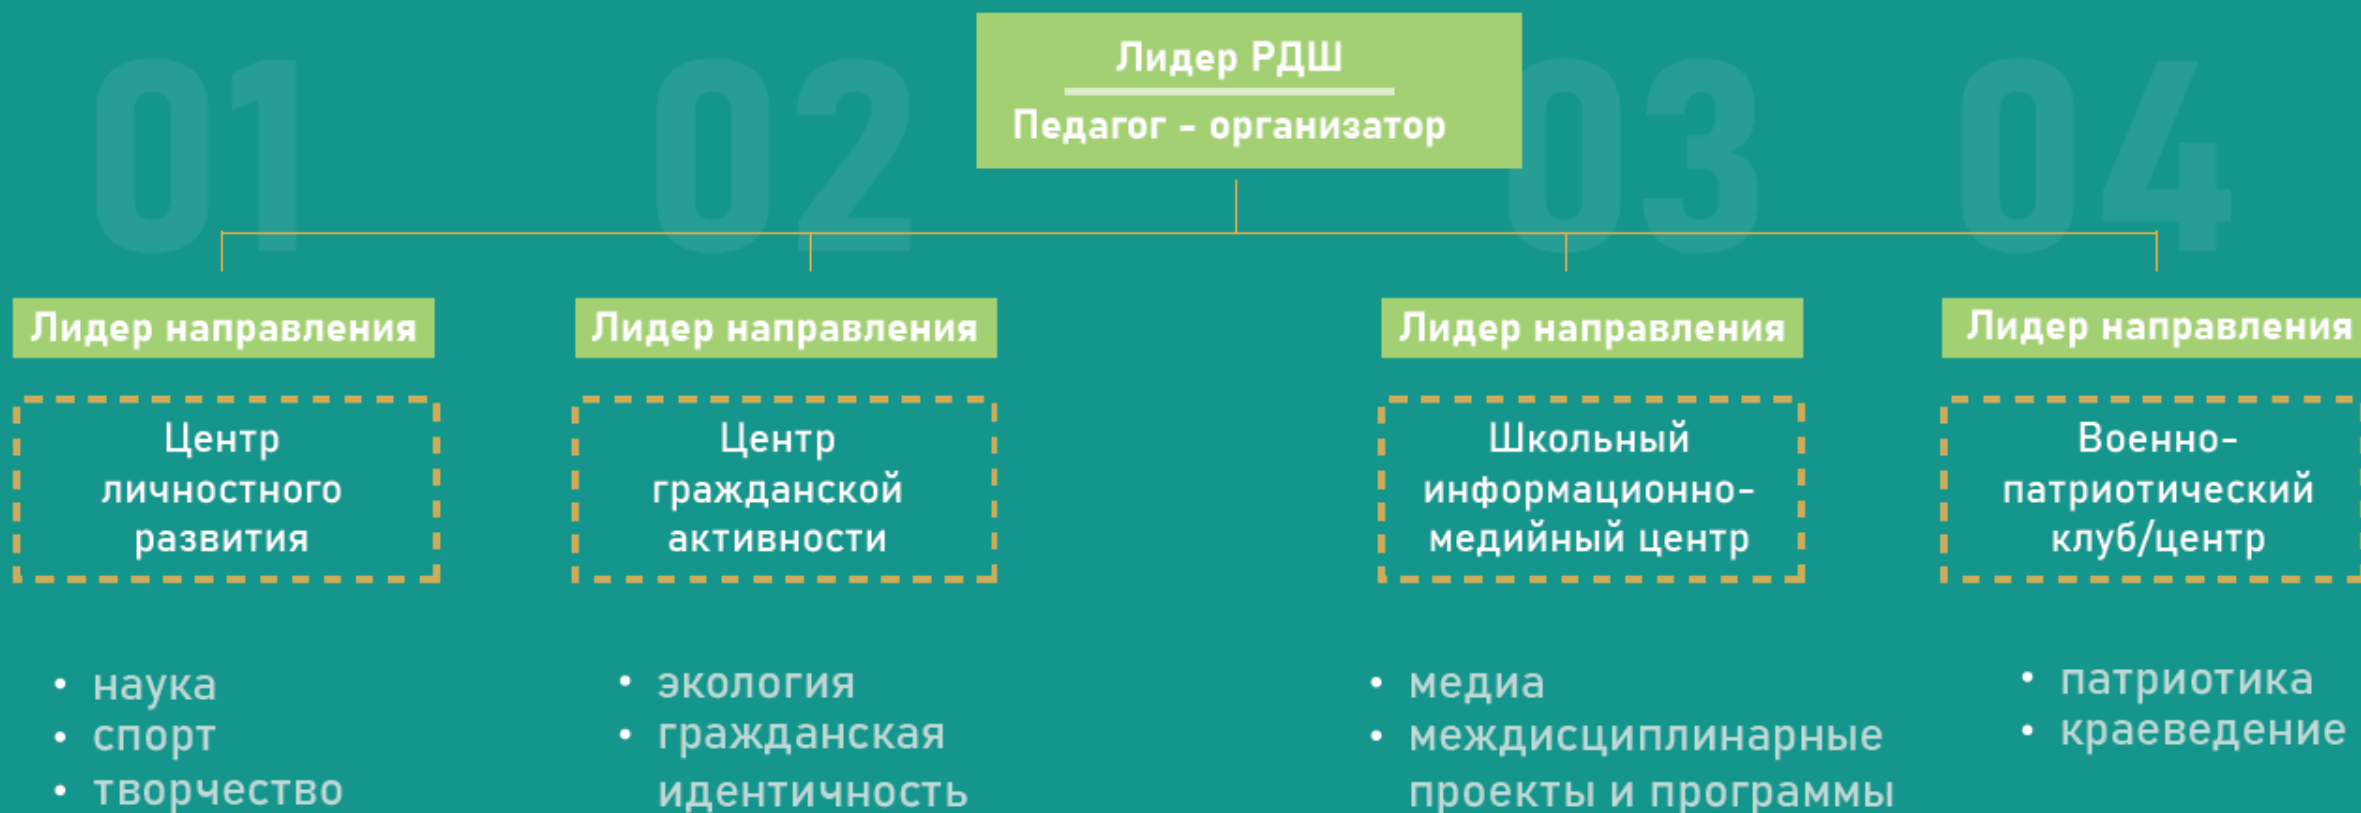 01
02
03
04
Лидер РДШ
Педагог - организатор
Лидер направления
Центр
личностного
развития
• наука
• спорт
• творчество
Лидер направления
Центр
гражданской
активности
• экология
• гражданская
идентичность
Лидер направления
Школьный
информационно-
медийный центр
• медиа
• междисциплинарные
проекты и программы
Лидер направления
Военно-
патриотический
клуб/центр
• патриотика
• краеведение